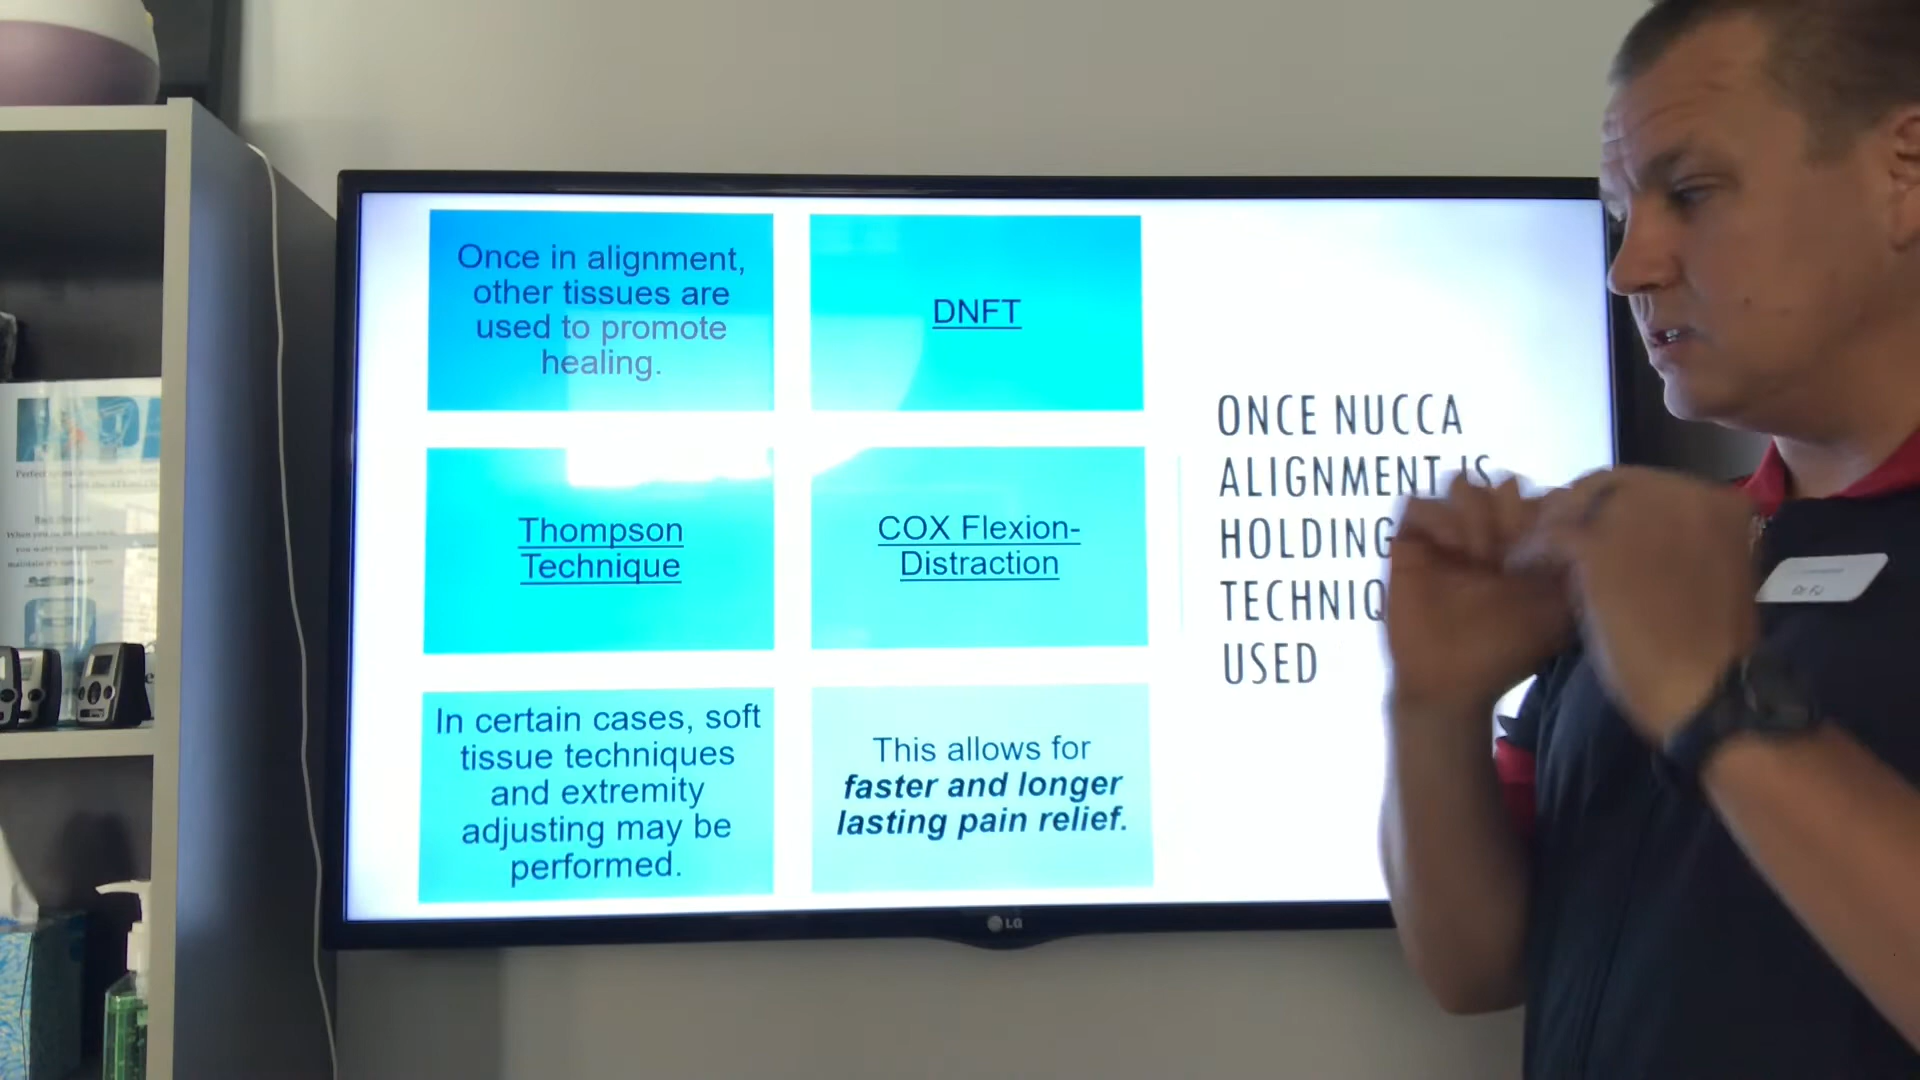 Once in alignment,
other tissues are
used to promote
healing.
DNFT
Thompson
Technique
COX Flexion-
Distraction
In certain cases, soft
tissue techniques
and extremity
adjusting may be
performed.
This allows for
faster and longer
lasting pain relief.
ONCE NUCCA
ALIGNMENT IS
HOLDING
TECHNIQ
USED
LG